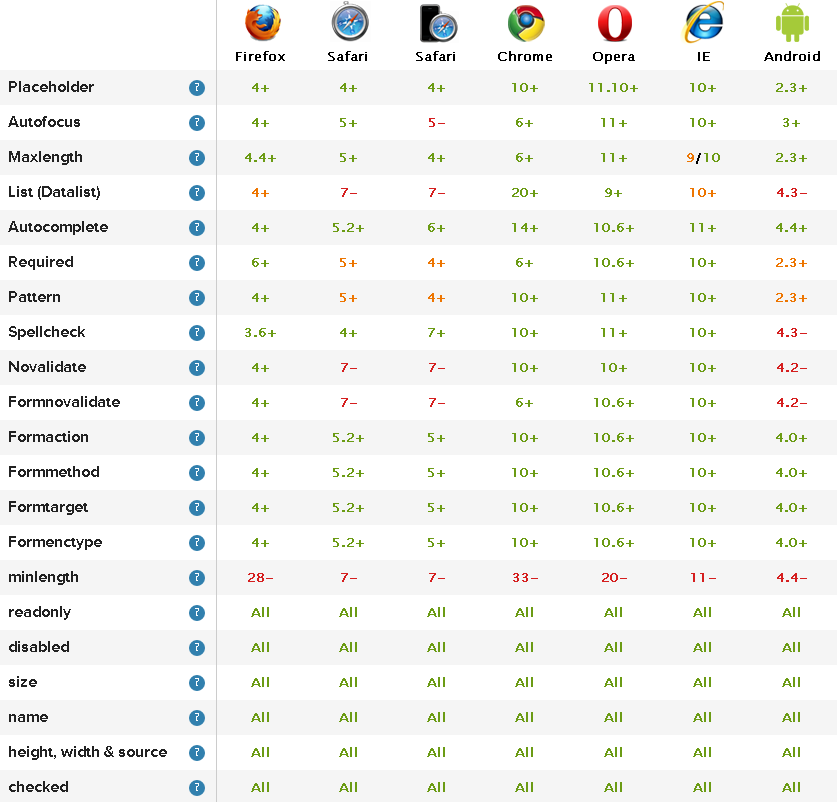 Firefox Safari Safari Chrome Opera IE Android
Placeholder ? 4+ 4+ 4+ 10+ 11.10+ 10+ 2.3+
Autofocus ? 4+ 5+ 5– 6+ 11+ 10+ 3+
Maxlength ? 4.4+ 5+ 4+ 6+ 11+ 9/10 2.3+
List (Datalist) ? 4+ 7– 7– 20+ 9+ 10+ 4.3–
Autocomplete ? 4+ 5.2+ 6+ 14+ 10.6+ 11+ 4.4+
Required ? 6+ 5+ 4+ 6+ 10.6+ 10+ 2.3+
Pattern ? 4+ 5+ 4+ 10+ 11+ 10+ 2.3+
Spellcheck ? 3.6+ 4+ 7+ 10+ 11+ 10+ 4.3–
Novalidate ? 4+ 7– 7– 10+ 10+ 10+ 4.2–
Formnovalidate ? 4+ 7– 7– 6+ 10.6+ 10+ 4.2–
Formaction ? 4+ 5.2+ 5+ 10+ 10.6+ 10+ 4.0+
Formmethod ? 4+ 5.2+ 5+ 10+ 10.6+ 10+ 4.0+
Formtarget ? 4+ 5.2+ 5+ 10+ 10.6+ 10+ 4.0+
Formenctype ? 4+ 5.2+ 5+ 10+ 10.6+ 10+ 4.0+
minlength ? 28– 7– 7– 33– 20– 11– 4.4–
readonly ? All All All All All All All
disabled ? All All All All All All All
size ? All All All All All All All
name ? All All All All All All All
height, width & source ? All All All All All All All
checked ? All All All All All All All